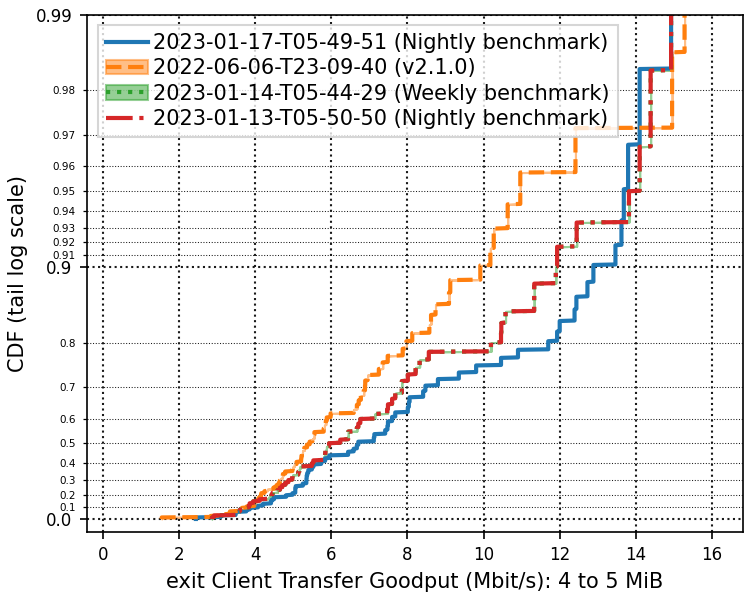 0.99
0.98
0.97
0.96
0.95
0.94
0.93
0.92
0.91
0.9
0.8
0.7
0.6
0.5
0.4
0.3
0.2
0.1
0.0
CDF (tail log scale)
2023-01-17-T05-49-51 (Nightly benchmark)
2022-06-06-T23-09-40 (v2.1.0)
2023-01-14-T05-44-29 (Weekly benchmark)
2023-01-13-T05-50-50 (Nightly benchmark)
0 2 4 6 8 10 12 14 16
exit Client Transfer Goodput (Mbit/s): 4 to 5 MiB